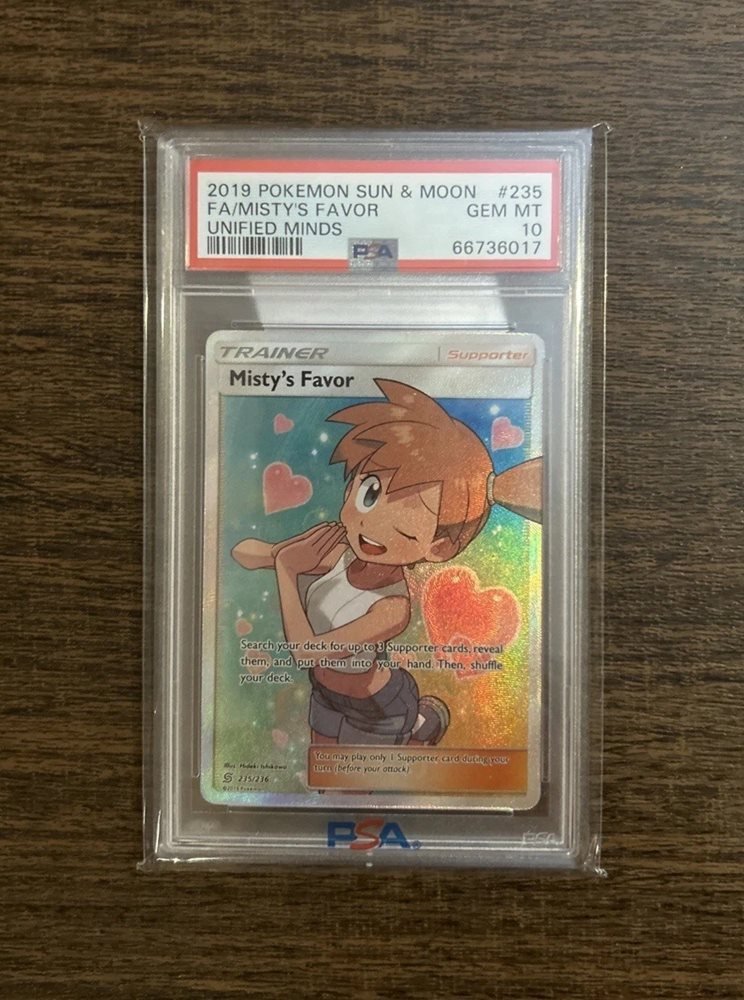 2019 POKEMON SUN & MOON #235
FA/MISTY'S FAVOR GEM MT
UNIFIED MINDS 10
PSA 66736017
TRAINER Supporter
Misty's Favor
Search your deck for up to 3 Supporter cards, reveal
them, and put them into your hand. Then, shuffle
your deck.
You may play only 1 Supporter card during your
turn (before your attack).
Illus. Hideki Ishikawa
235/236
©2019 Pokémon
PSA®
PSA